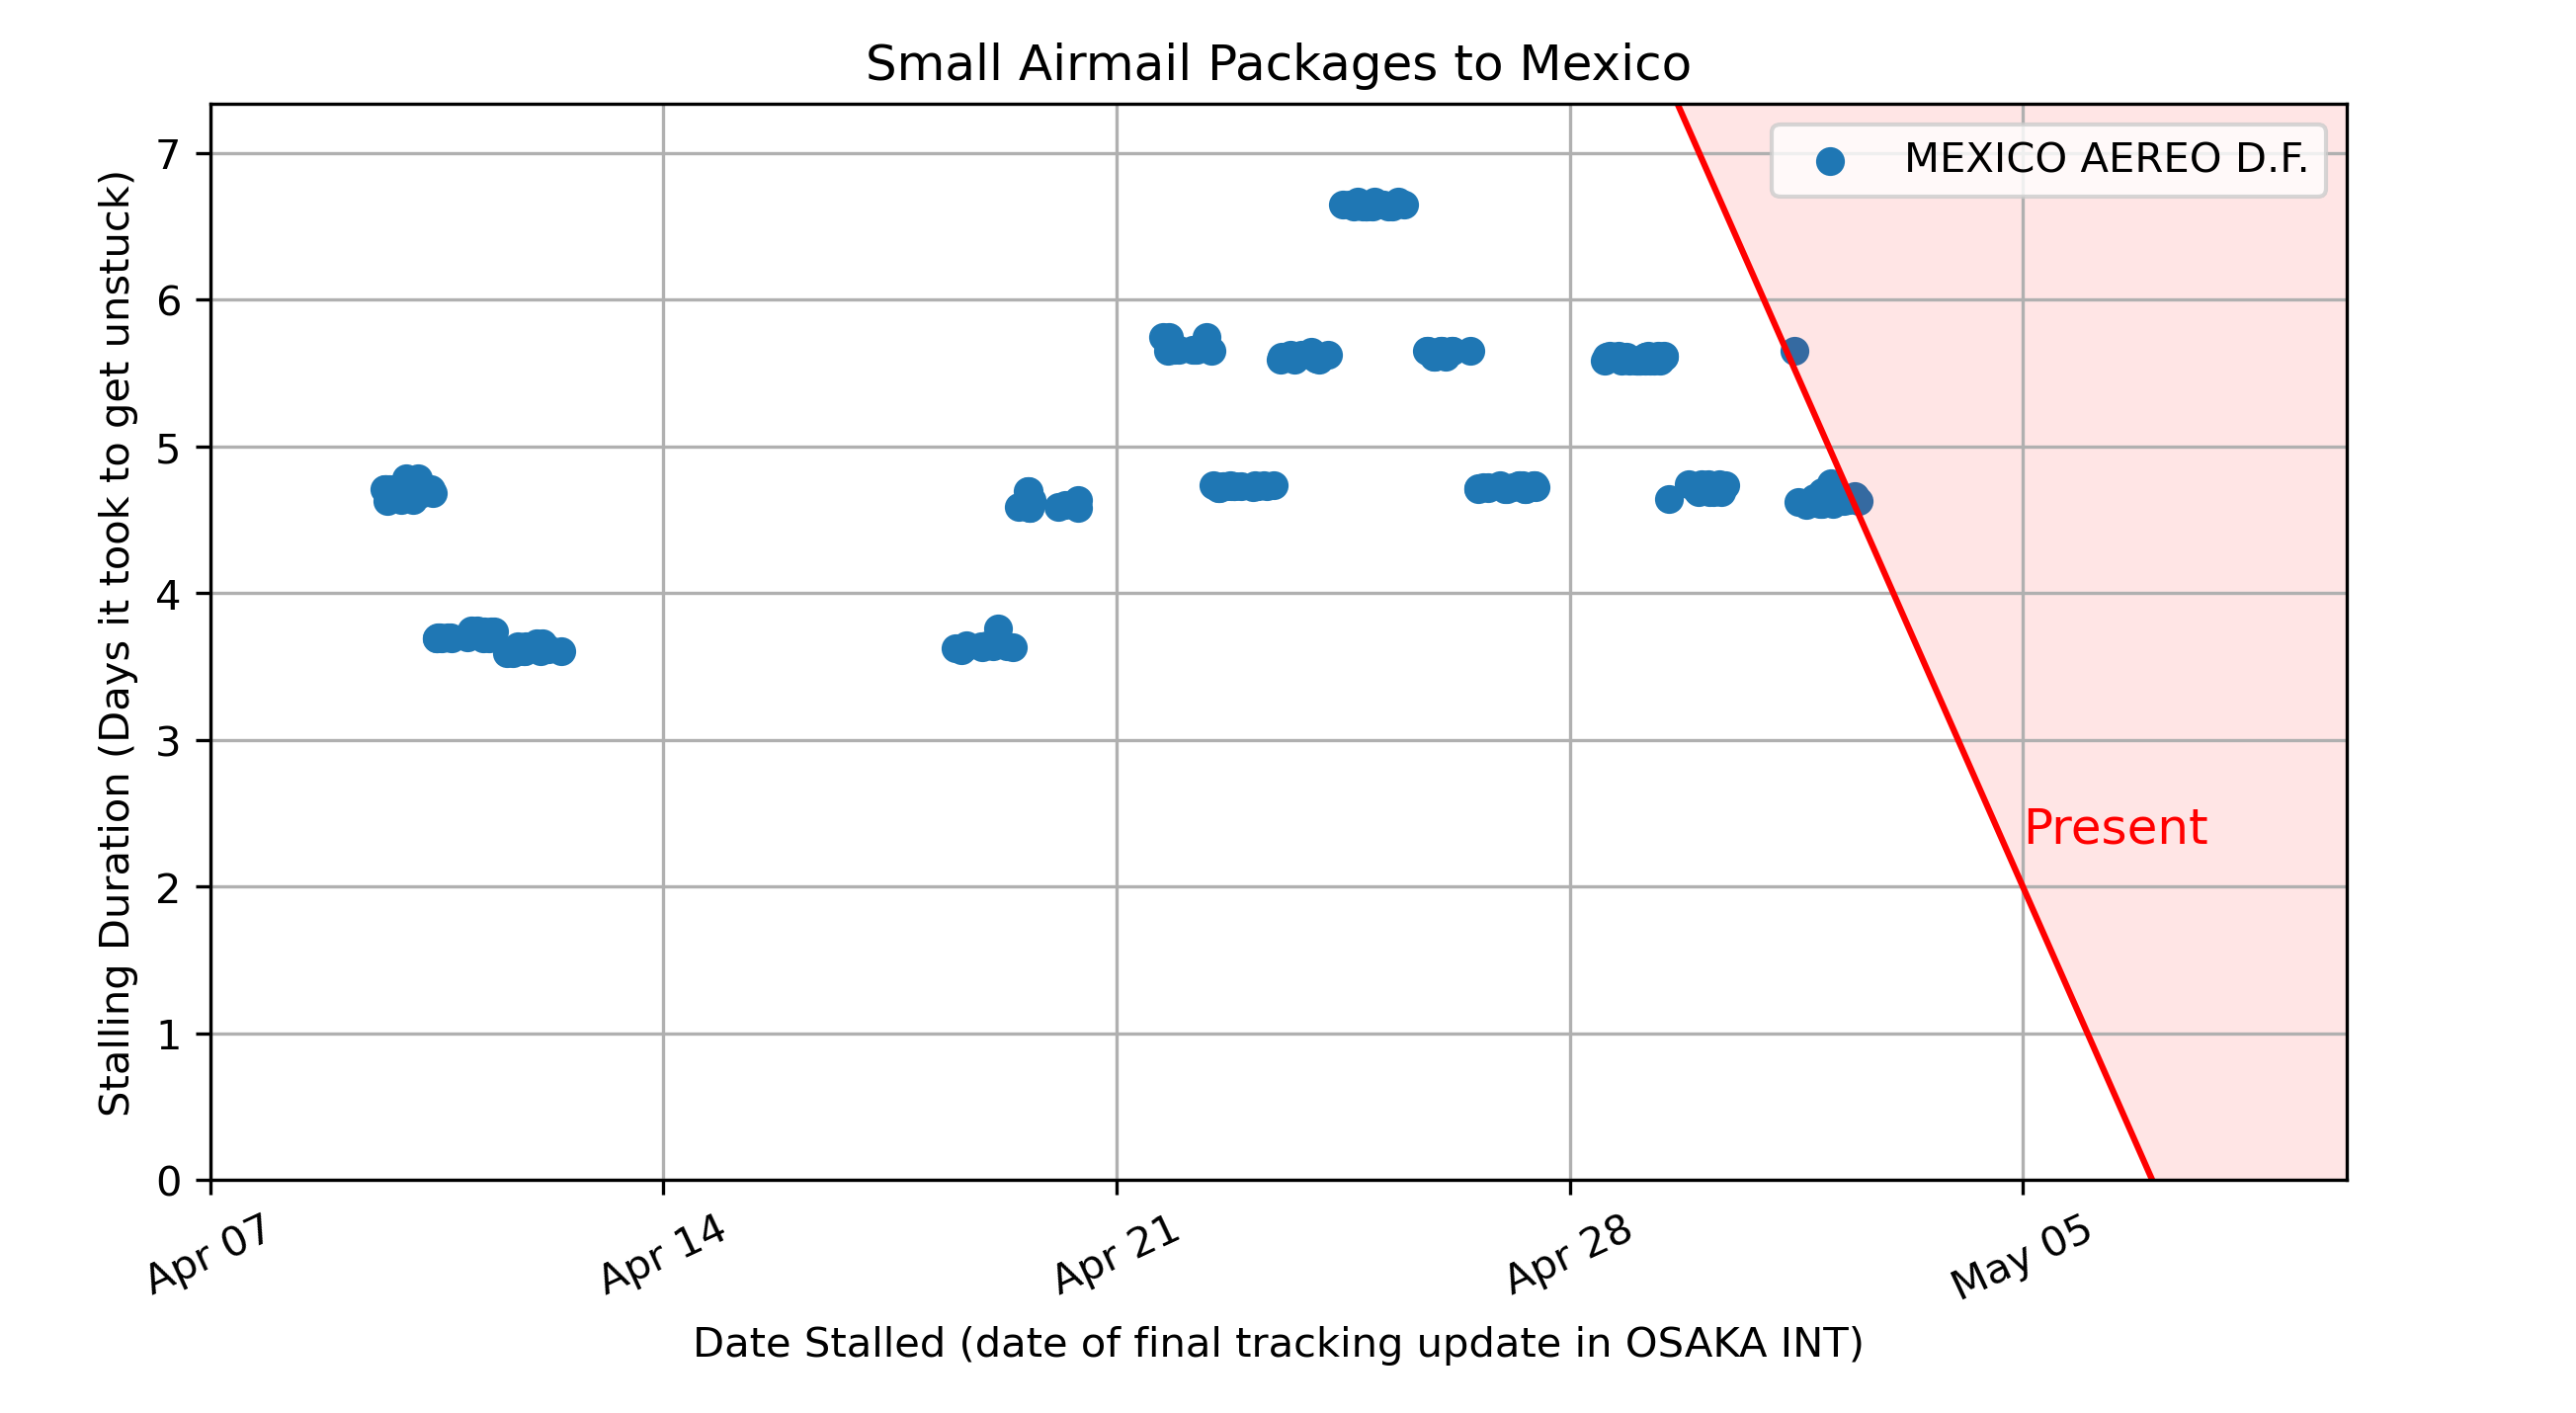 Small Airmail Packages to Mexico
MEXICO AEREO D.F.
Stalling Duration (Days it took to get unstuck)
7
6
5
4
3
2
1
0
Present
Apr 07
Apr 14
Apr 21
Apr 28
May 05
Date Stalled (date of final tracking update in OSAKA INT)